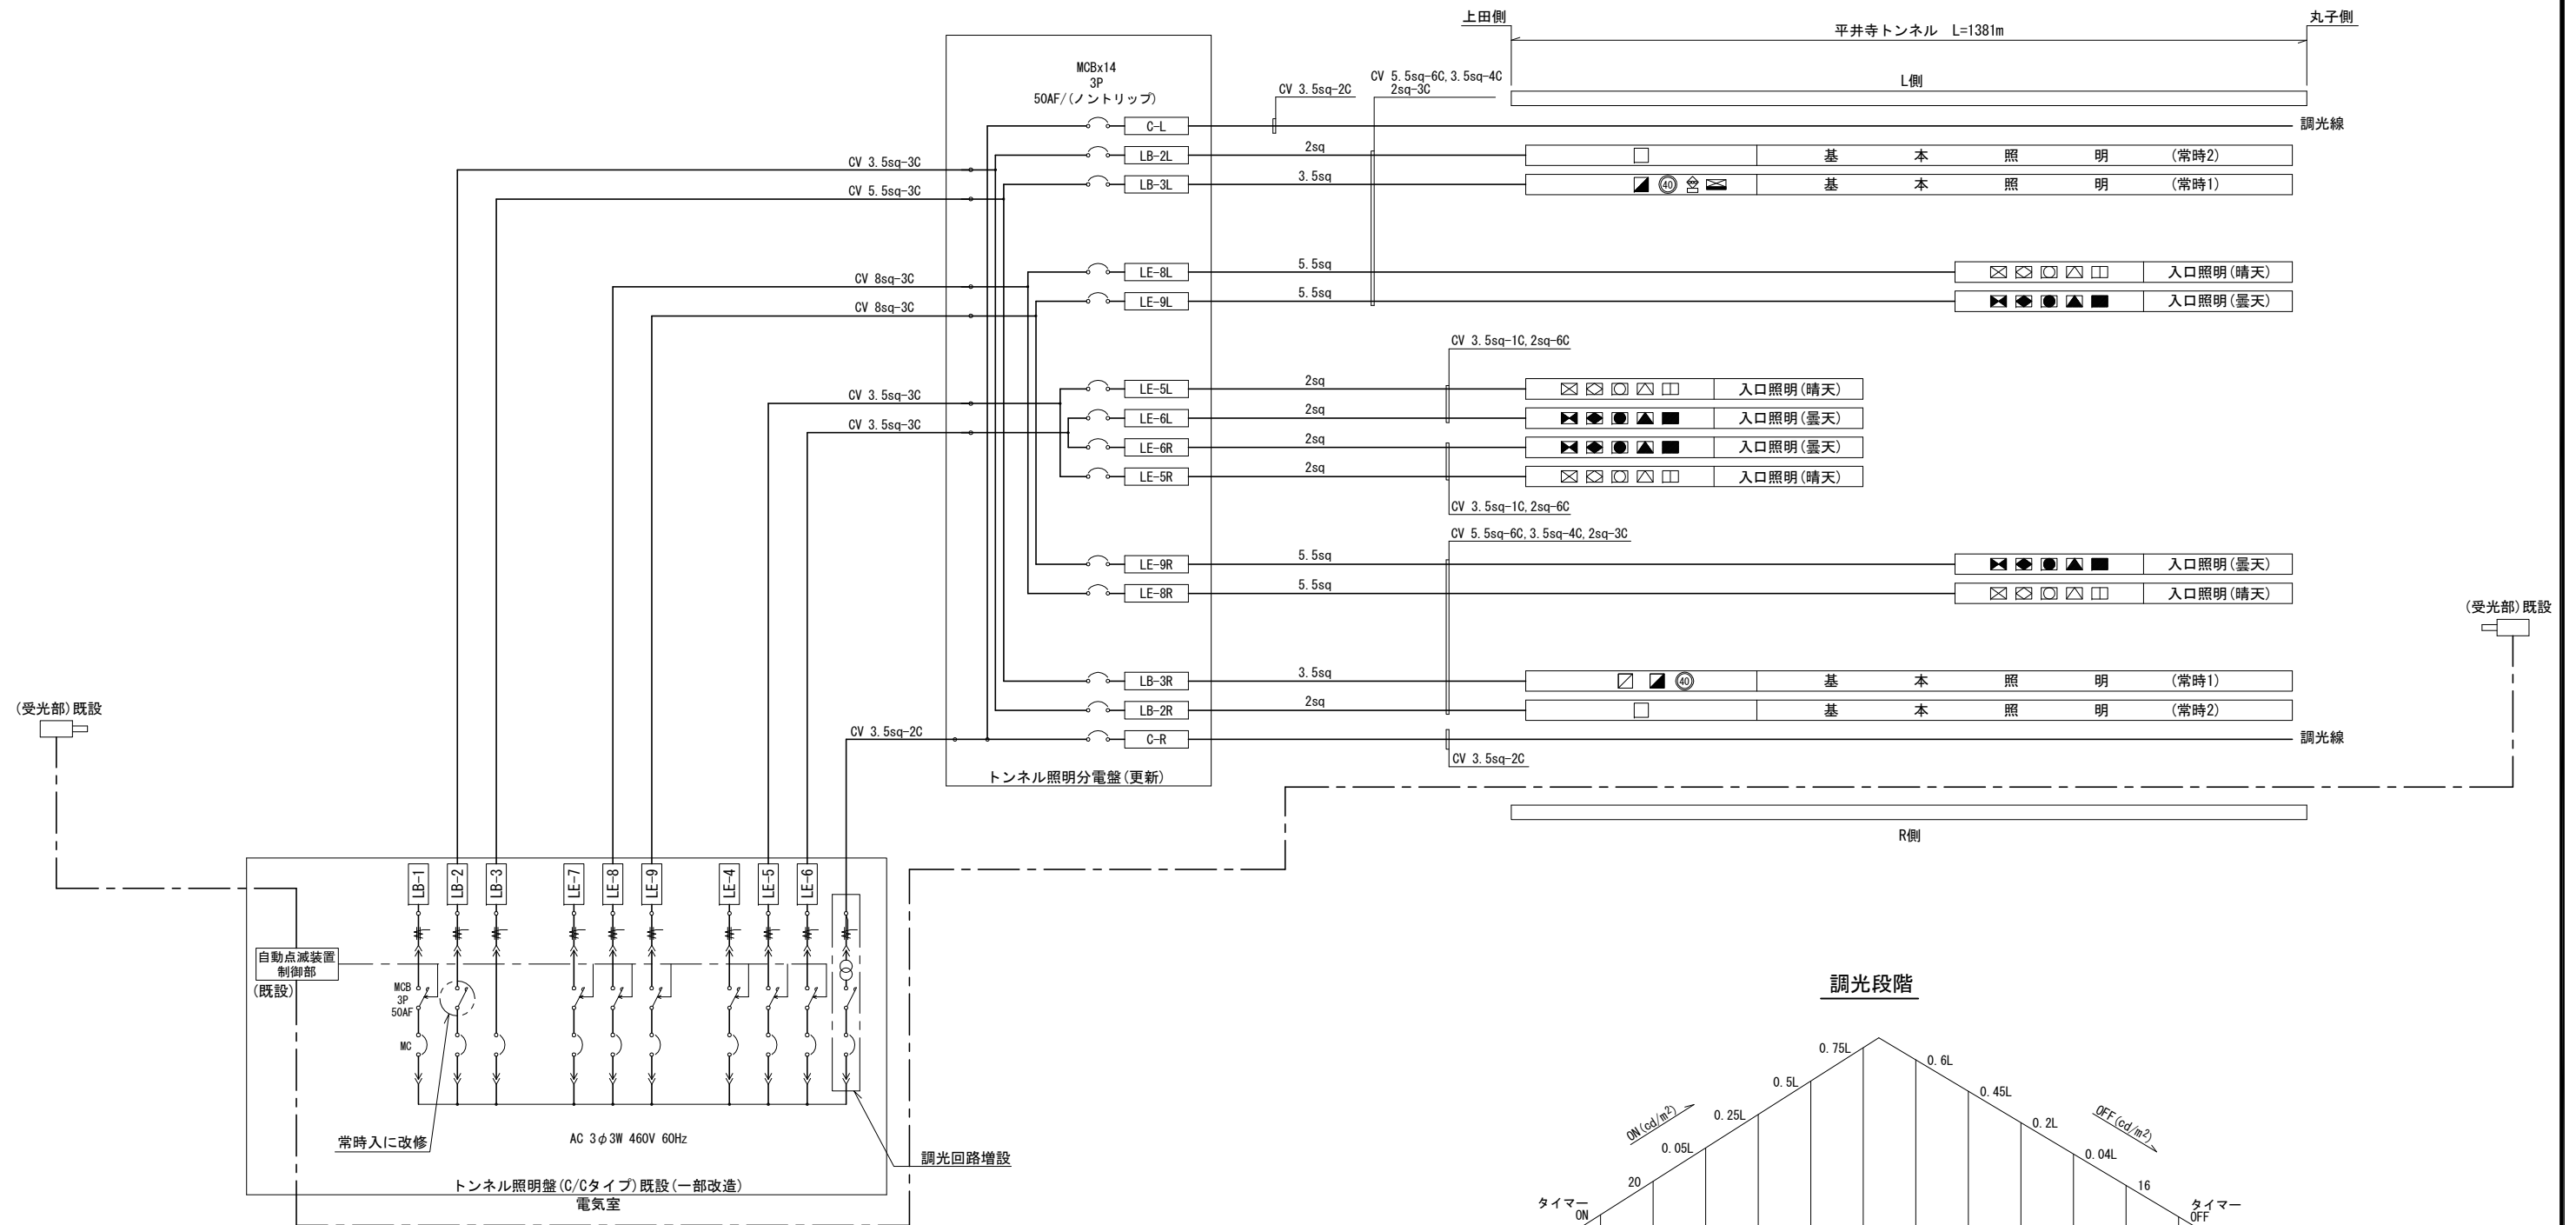 上田側
丸子側
平井寺トンネル L=1381m
L側
MCBx14
3P
50AF/(ノントリップ)
CV 3.5sq-2C
CV 5.5sq-6C,3.5sq-4C
2sq-3C
C-L
調光線
CV 3.5sq-3C
LB-2L
2sq
基本照明(常時2)
CV 5.5sq-3C
LB-3L
3.5sq
40
基本照明(常時1)
CV 8sq-3C
LE-8L
5.5sq
入口照明(晴天)
CV 8sq-3C
LE-9L
5.5sq
入口照明(曇天)
CV 3.5sq-1C,2sq-6C
CV 3.5sq-3C
LE-5L
2sq
入口照明(晴天)
CV 3.5sq-3C
LE-6L
2sq
入口照明(曇天)
LE-6R
2sq
入口照明(曇天)
LE-5R
2sq
入口照明(晴天)
CV 3.5sq-1C,2sq-6C
CV 5.5sq-6C,3.5sq-4C,2sq-3C
LE-9R
5.5sq
入口照明(曇天)
LE-8R
5.5sq
入口照明(晴天)
(受光部)既設
LB-3R
3.5sq
40
基本照明(常時1)
LB-2R
2sq
基本照明(常時2)
(受光部)既設
CV 3.5sq-2C
C-R
調光線
CV 3.5sq-2C
トンネル照明分電盤(更新)
R側
LB-1
LB-2
LB-3
LE-7
LE-8
LE-9
LE-4
LE-5
LE-6
自動点滅装置
制御部
(既設)
MCB
3P
50AF
MC
常時入に改修
AC 3φ3W 460V 60Hz
調光回路増設
トンネル照明盤(C/Cタイプ)既設(一部改造)
電気室
調光段階
0.75L
0.6L
0.5L
0.45L
0.25L
0.2L
ON(cd/m²)
OFF(cd/m²)
0.05L
0.04L
20
16
タイマー
ON
タイマー
OFF